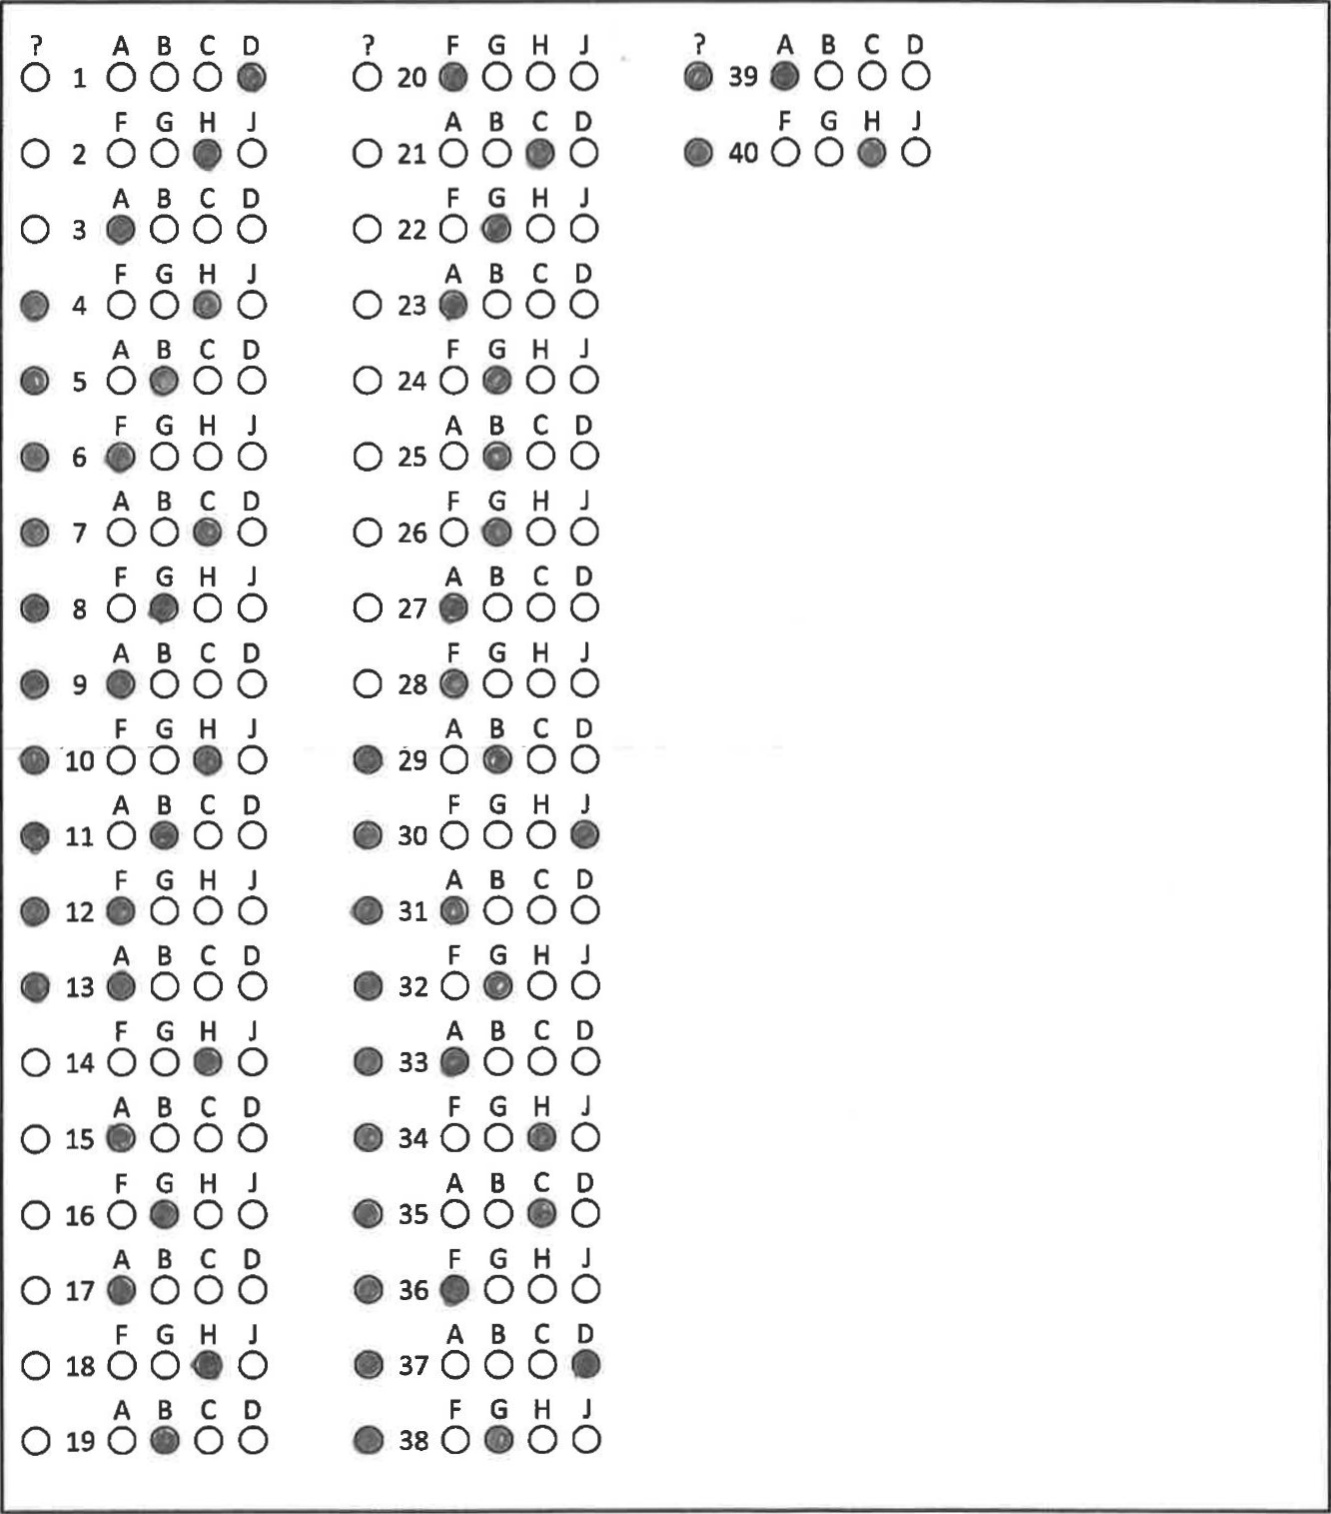 ? A B C D
1
F G H J
2
A B C D
3
F G H J
4
A B C D
5
F G H J
6
A B C D
7
F G H J
8
A B C D
9
F G H J
10
A B C D
11
F G H J
12
A B C D
13
F G H J
14
A B C D
15
F G H J
16
A B C D
17
F G H J
18
A B C D
19
? F G H J
20
A B C D
21
F G H J
22
A B C D
23
F G H J
24
A B C D
25
F G H J
26
A B C D
27
F G H J
28
A B C D
29
F G H J
30
A B C D
31
F G H J
32
A B C D
33
F G H J
34
A B C D
35
F G H J
36
A B C D
37
F G H J
38
? A B C D
39
F G H J
40